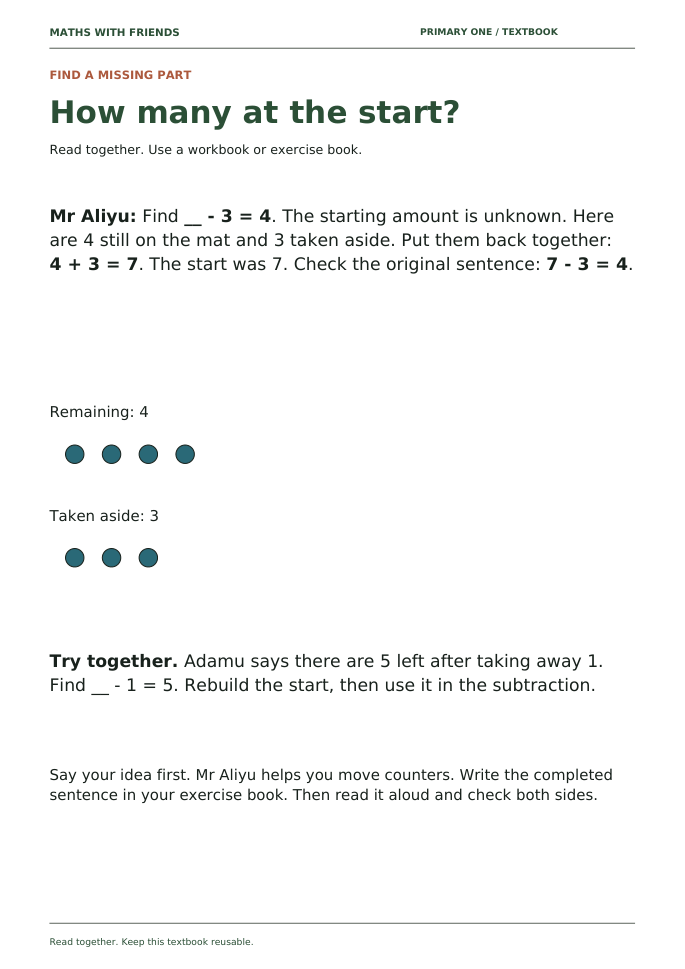 MATHS WITH FRIENDS
PRIMARY ONE / TEXTBOOK
FIND A MISSING PART
How many at the start?
Read together. Use a workbook or exercise book.
Mr Aliyu: Find __ - 3 = 4. The starting amount is unknown. Here
are 4 still on the mat and 3 taken aside. Put them back together:
4 + 3 = 7. The start was 7. Check the original sentence: 7 - 3 = 4.
Remaining: 4
Taken aside: 3
Try together. Adamu says there are 5 left after taking away 1.
Find __ - 1 = 5. Rebuild the start, then use it in the subtraction.
Say your idea first. Mr Aliyu helps you move counters. Write the completed
sentence in your exercise book. Then read it aloud and check both sides.
Read together. Keep this textbook reusable.